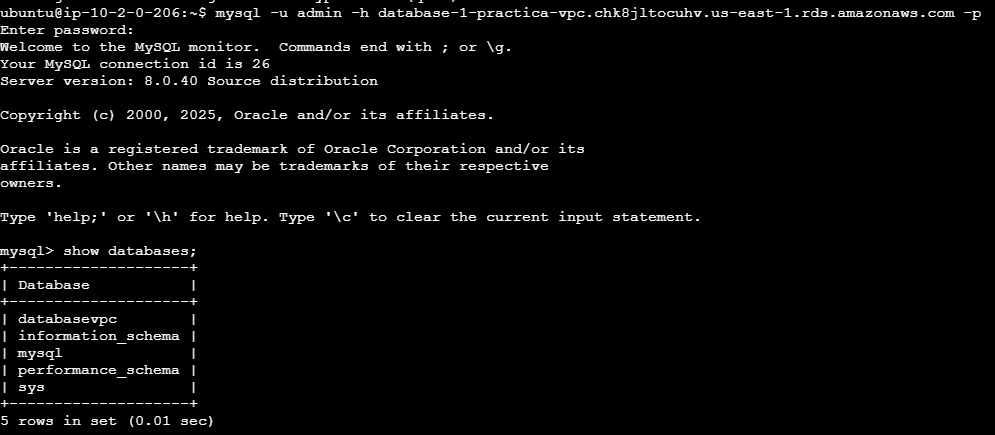 ubuntu@ip-10-2-0-206:~$ mysql -u admin -h database-1-practica-vpc.chk8jltocuhv.us-east-1.rds.amazonaws.com -p
Enter password:
Welcome to the MySQL monitor.  Commands end with ; or \g.
Your MySQL connection id is 26
Server version: 8.0.40 Source distribution

Copyright (c) 2000, 2025, Oracle and/or its affiliates.

Oracle is a registered trademark of Oracle Corporation and/or its
affiliates. Other names may be trademarks of their respective
owners.

Type 'help;' or '\h' for help. Type '\c' to clear the current input statement.

mysql> show databases;
+--------------------+
| Database           |
+--------------------+
| databasevpc        |
| information_schema |
| mysql              |
| performance_schema |
| sys                |
+--------------------+
5 rows in set (0.01 sec)